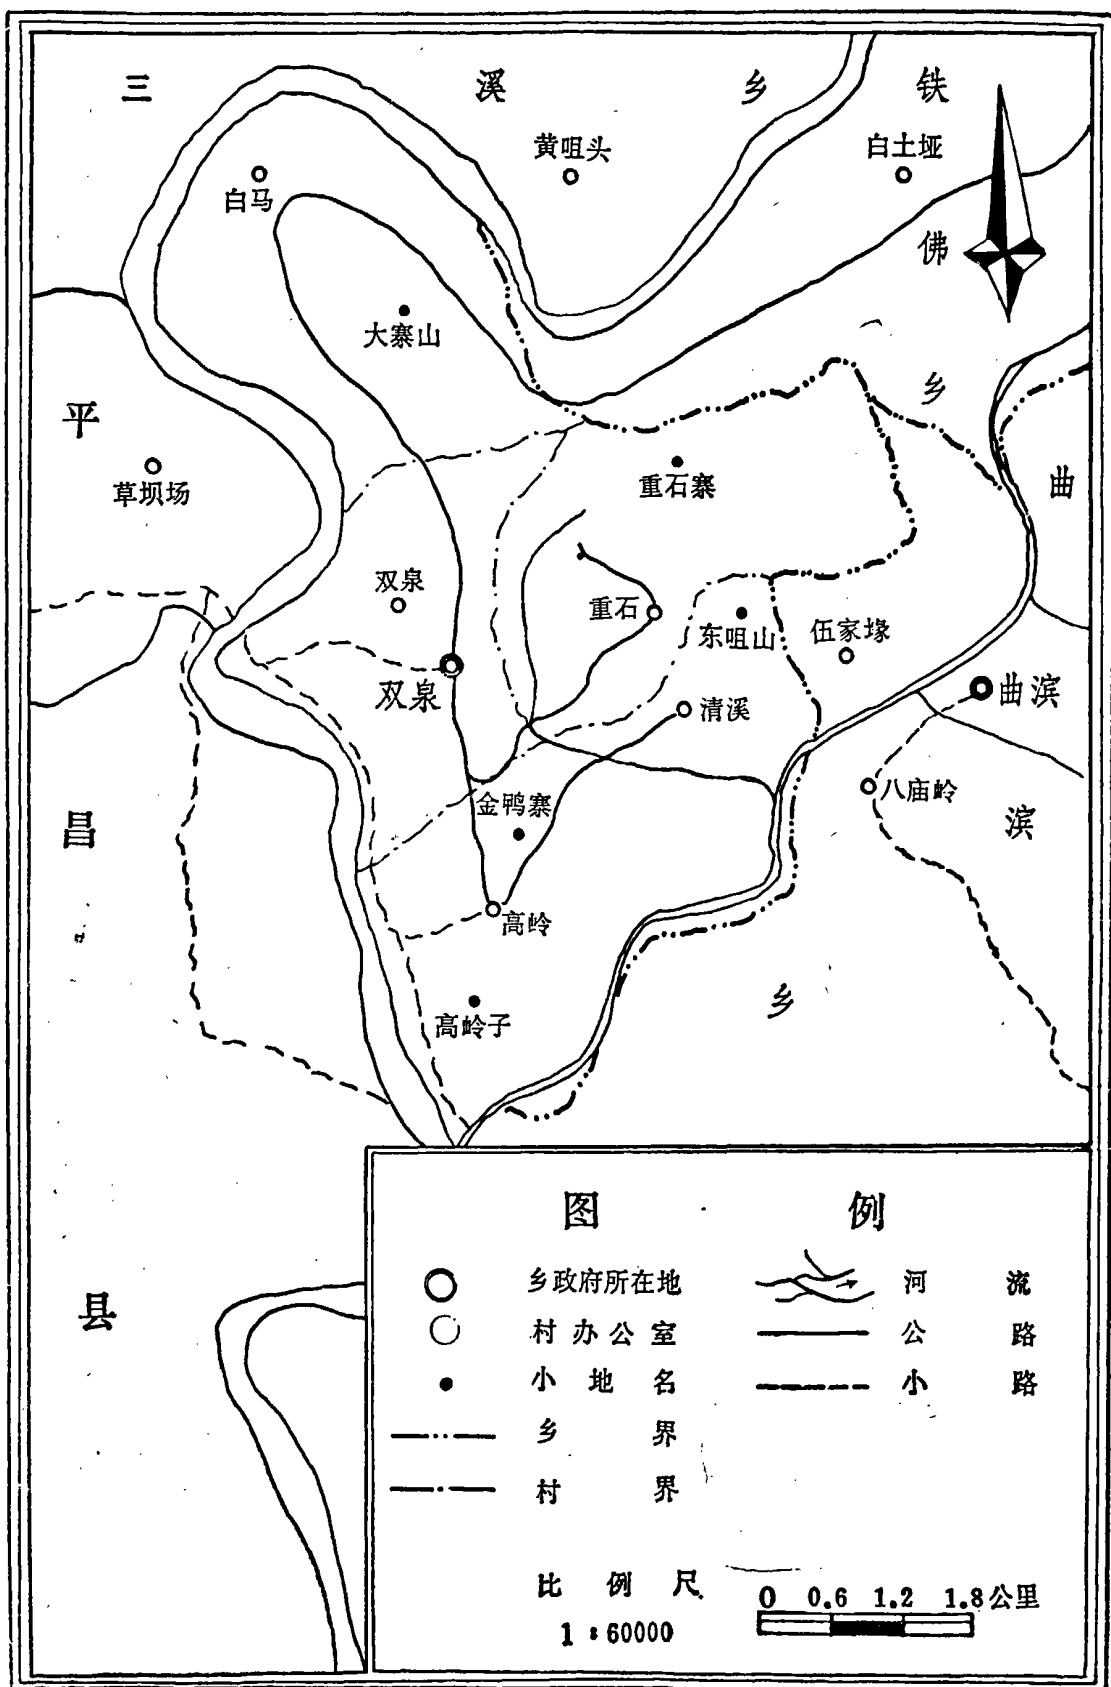 三 溪 乡 铁
黄咀头
白土垭
白马
佛
大寨山
乡
平
草坝场
重石寨
曲
双泉
重石
东咀山
伍家堟
双泉
清溪
曲滨
金鸭寨
八庙岭
昌
滨
高岭
乡
高岭子
县
图 例
乡政府所在地 河 流
村 办 公 室 公 路
小 地 名 小 路
乡 界
村 界
比 例 尺
0 0.6 1.2 1.8公里
1:60000